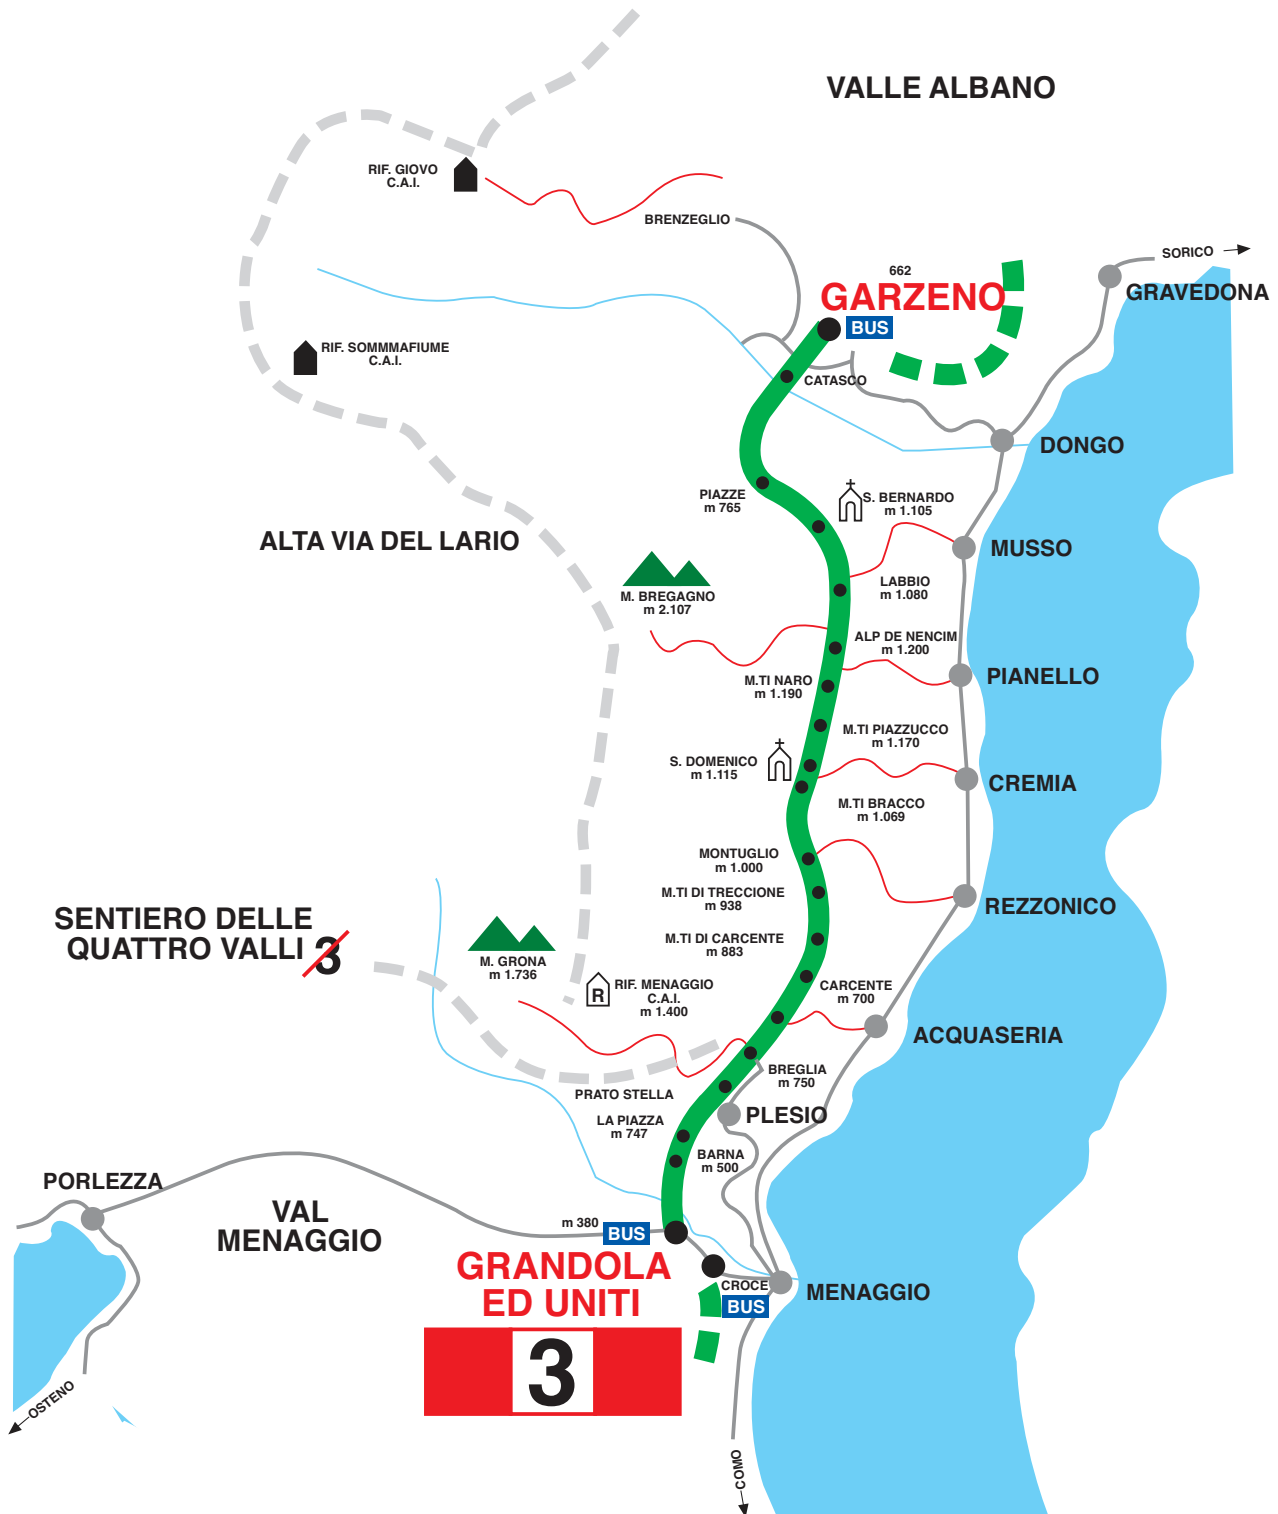 VALLE ALBANO
RIF. GIOVO
C.A.I.
BRENZEGLIO
SORICO
662
GARZENO
BUS
GRAVEDONA
RIF. SOMMMAFIUME
C.A.I.
CATASCO
DONGO
PIAZZE
m 765
S. BERNARDO
m 1.105
ALTA VIA DEL LARIO
MUSSO
M. BREGAGNO
m 2.107
LABBIO
m 1.080
ALP DE NENCIM
m 1.200
M.TI NARO
m 1.190
PIANELLO
M.TI PIAZZUCCO
m 1.170
S. DOMENICO
m 1.115
CREMIA
M.TI BRACCO
m 1.069
MONTUGLIO
m 1.000
M.TI DI TRECCIONE
m 938
REZZONICO
SENTIERO DELLE
QUATTRO VALLI 3
M.TI DI CARCENTE
m 883
M. GRONA
m 1.736
R
RIF. MENAGGIO
C.A.I.
m 1.400
CARCENTE
m 700
ACQUASERIA
BREGLIA
m 750
PRATO STELLA
PLESIO
LA PIAZZA
m 747
BARNA
m 500
PORLEZZA
VAL
MENAGGIO
m 380
BUS
GRANDOLA
ED UNITI
CROCE
BUS
MENAGGIO
3
OSTENO
COMO